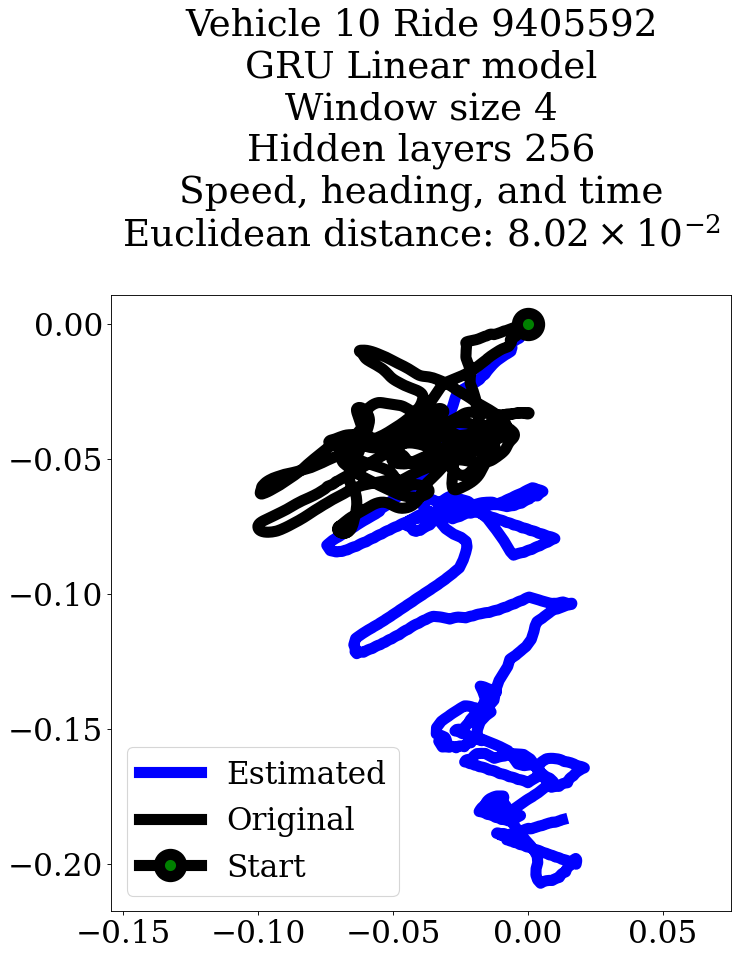 Vehicle 10 Ride 9405592
GRU Linear model
Window size 4
Hidden layers 256
Speed, heading, and time
Euclidean distance: 8.02 × 10⁻²
0.00
−0.05
−0.10
−0.15
−0.20
Estimated
Original
Start
−0.15 −0.10 −0.05 0.00 0.05